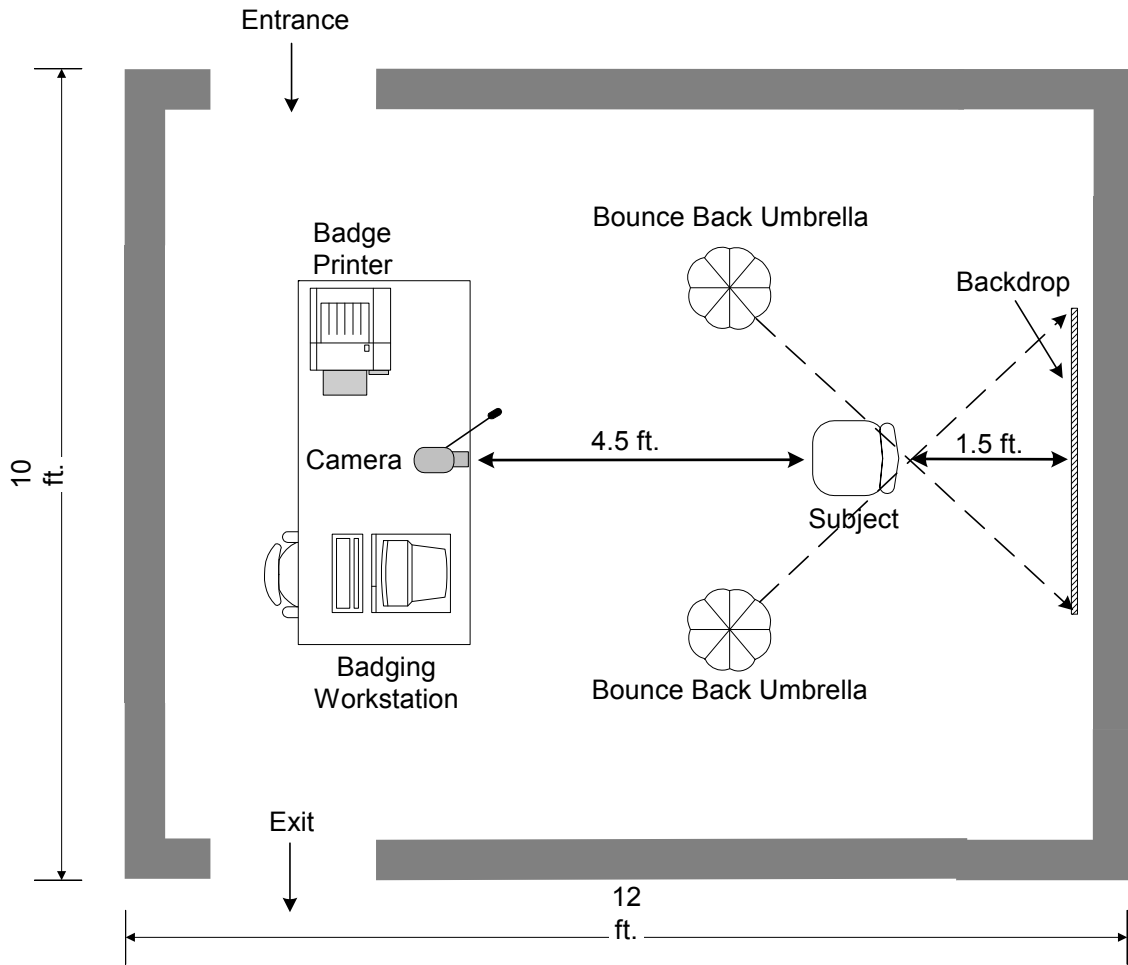 Entrance
Bounce Back Umbrella
Badge
Printer
Backdrop
10
ft.
Camera
4.5 ft.
1.5 ft.
Subject
Badging
Workstation
Bounce Back Umbrella
Exit
12
ft.